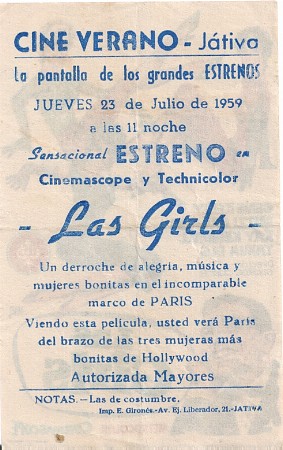 CINE VERANO - Játiva
La pantalla de los grandes ESTRENOS
JUEVES 23 de Julio de 1959
a las 11 noche
Sensacional ESTRENO en
Cinemascope y Technicolor
- Las Girls -
Un derroche de alegria, música y
mujeres bonitas en el incomparable
marco de PARIS
Viendo esta película, usted verá Paris
del brazo de las tres mujeras más
bonitas de Hollywood
Autorizada Mayores
NOTAS.—Las de costumbre.
Imp. E. Gironés.-Av. Ej. Liberador, 21.-JATIVA